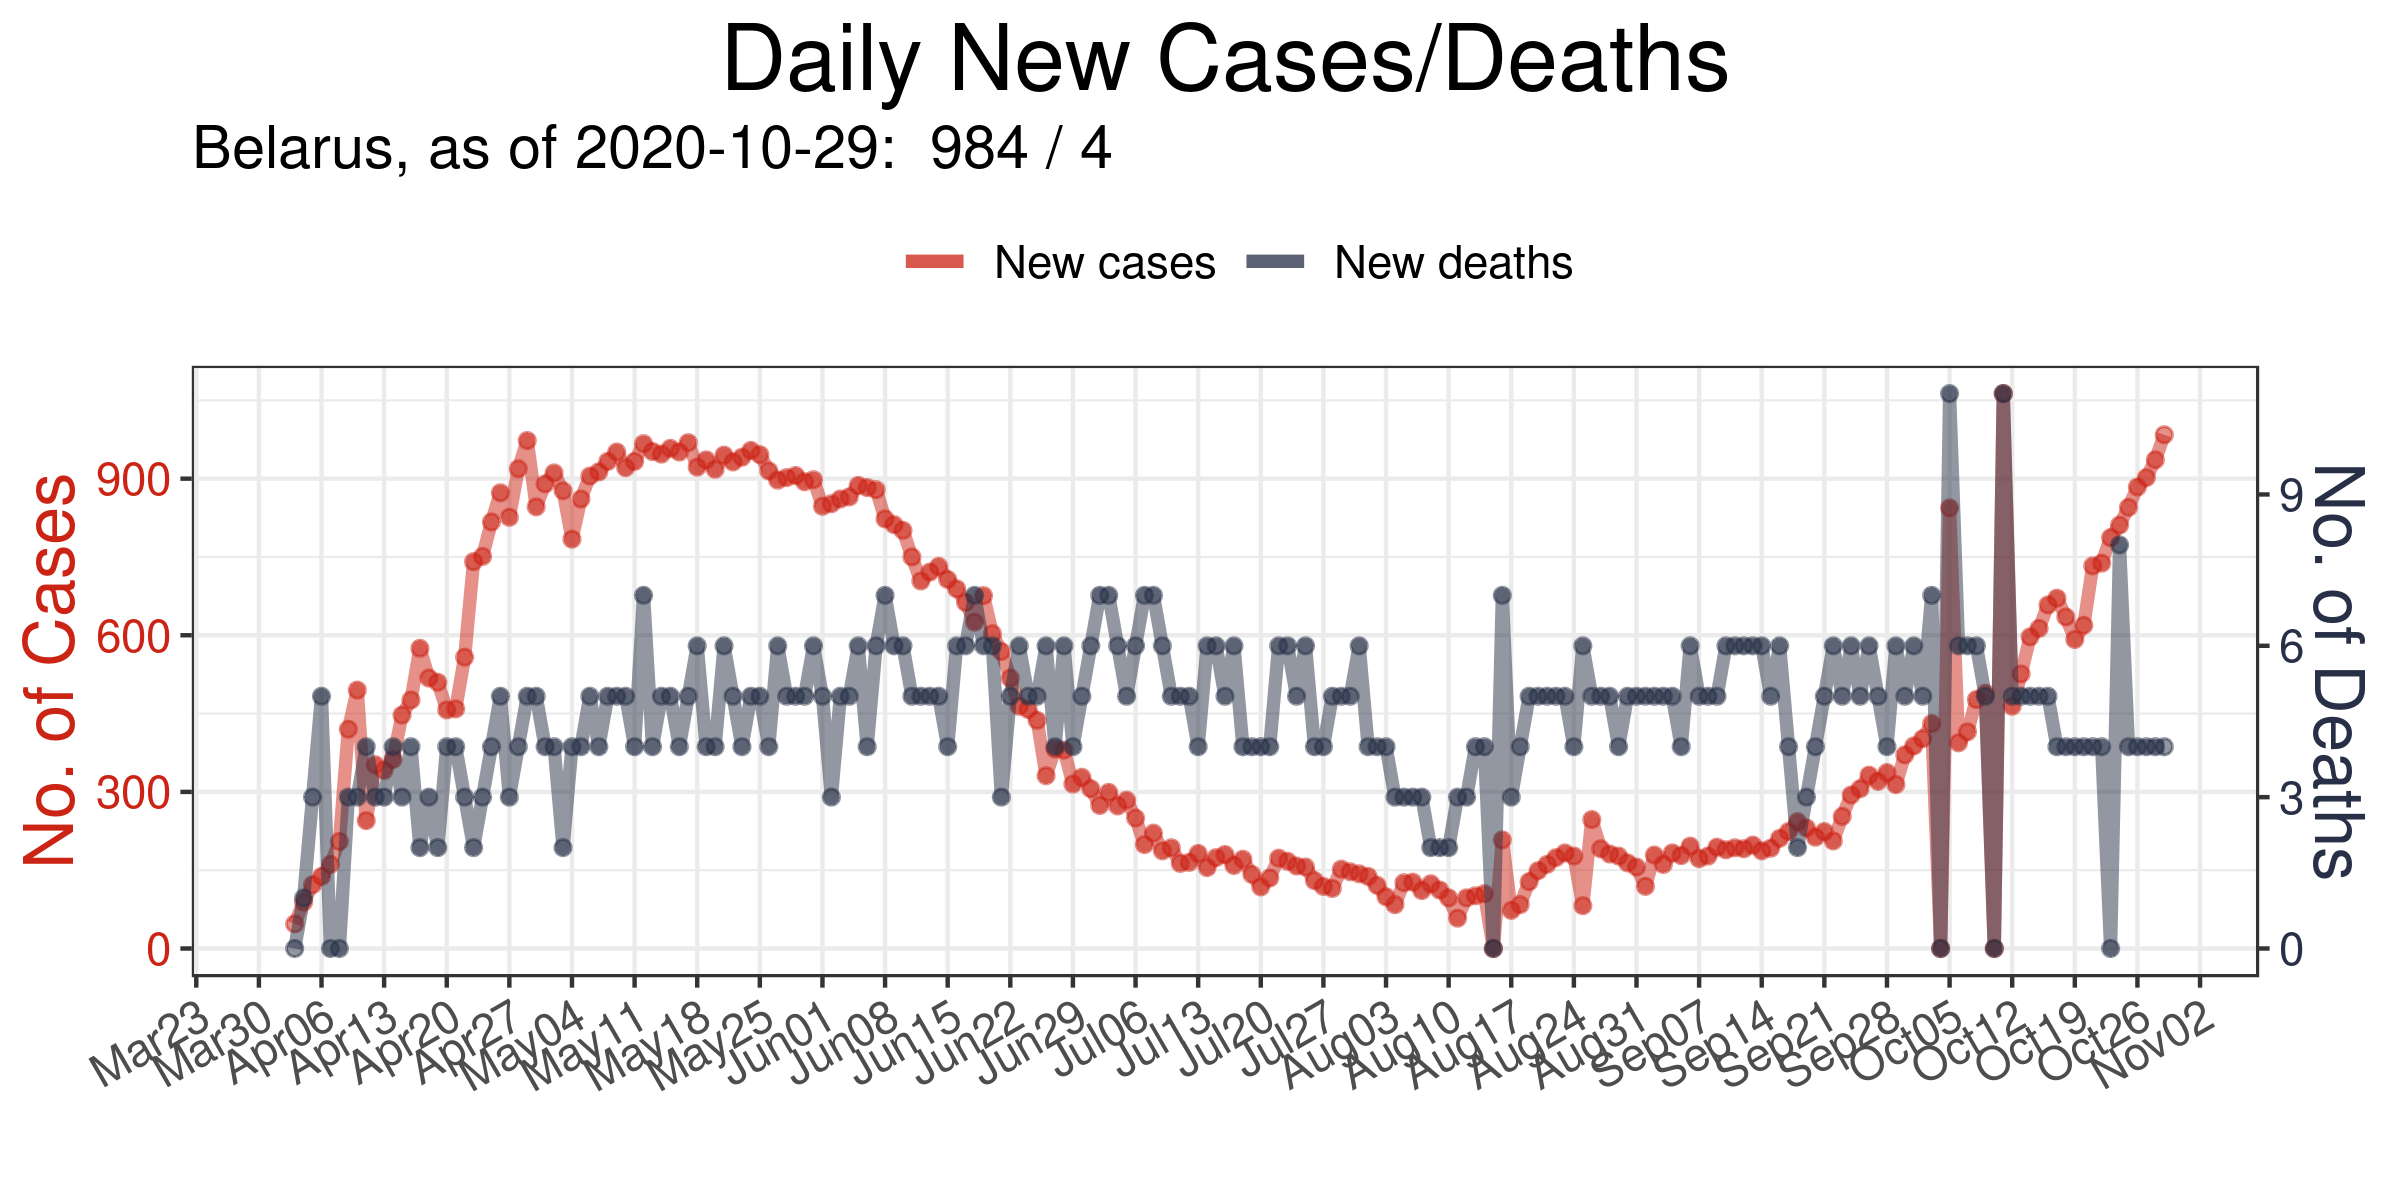 Daily New Cases/Deaths
Belarus, as of 2020-10-29:  984 / 4
New cases
New deaths
No. of Cases
900
600
300
0
9
6
3
0
No. of Deaths
Mar23
Mar30
Apr06
Apr13
Apr20
Apr27
May04
May11
May18
May25
Jun01
Jun08
Jun15
Jun22
Jun29
Jul06
Jul13
Jul20
Jul27
Aug03
Aug10
Aug17
Aug24
Aug31
Sep07
Sep14
Sep21
Sep28
Oct05
Oct12
Oct19
Oct26
Nov02